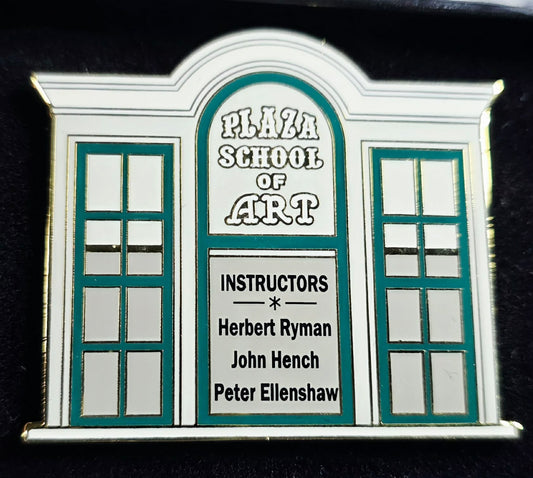 PLAZA
SCHOOL
OF
ART
INSTRUCTORS
Herbert Ryman
John Hench
Peter Ellenshaw